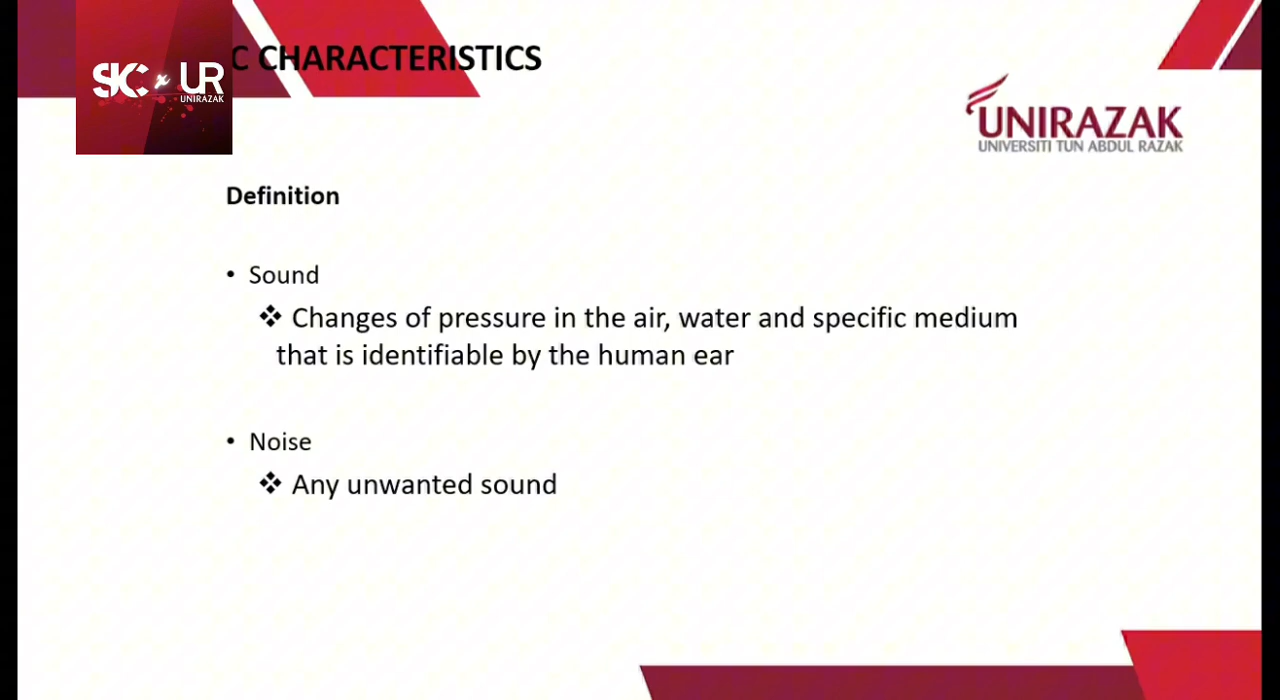 C CHARACTERISTICS
SIC x UR
UNIRAZAK
UNIRAZAK
UNIVERSITI TUN ABDUL RAZAK
Definition
• Sound
❖ Changes of pressure in the air, water and specific medium
that is identifiable by the human ear
• Noise
❖ Any unwanted sound